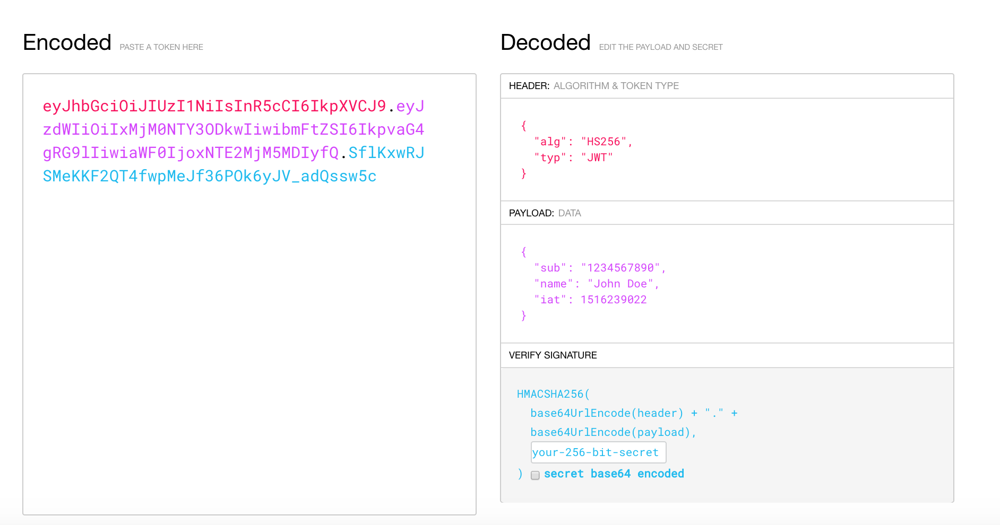 Encoded PASTE A TOKEN HERE
eyJhbGciOiJIUzI1NiIsInR5cCI6IkpXVCJ9.eyJ
zdWIiOiIxMjM0NTY3ODkwIiwibmFtZSI6IkpvaG4
gRG9lIiwiaWF0IjoxNTE2MjM5MDIyfQ.SflKxwRJ
SMeKKF2QT4fwpMeJf36POk6yJV_adQssw5c
Decoded EDIT THE PAYLOAD AND SECRET
HEADER: ALGORITHM & TOKEN TYPE
{
"alg": "HS256",
"typ": "JWT"
}
PAYLOAD: DATA
{
"sub": "1234567890",
"name": "John Doe",
"iat": 1516239022
}
VERIFY SIGNATURE
HMACSHA256(
base64UrlEncode(header) + "." +
base64UrlEncode(payload),
your-256-bit-secret
) secret base64 encoded